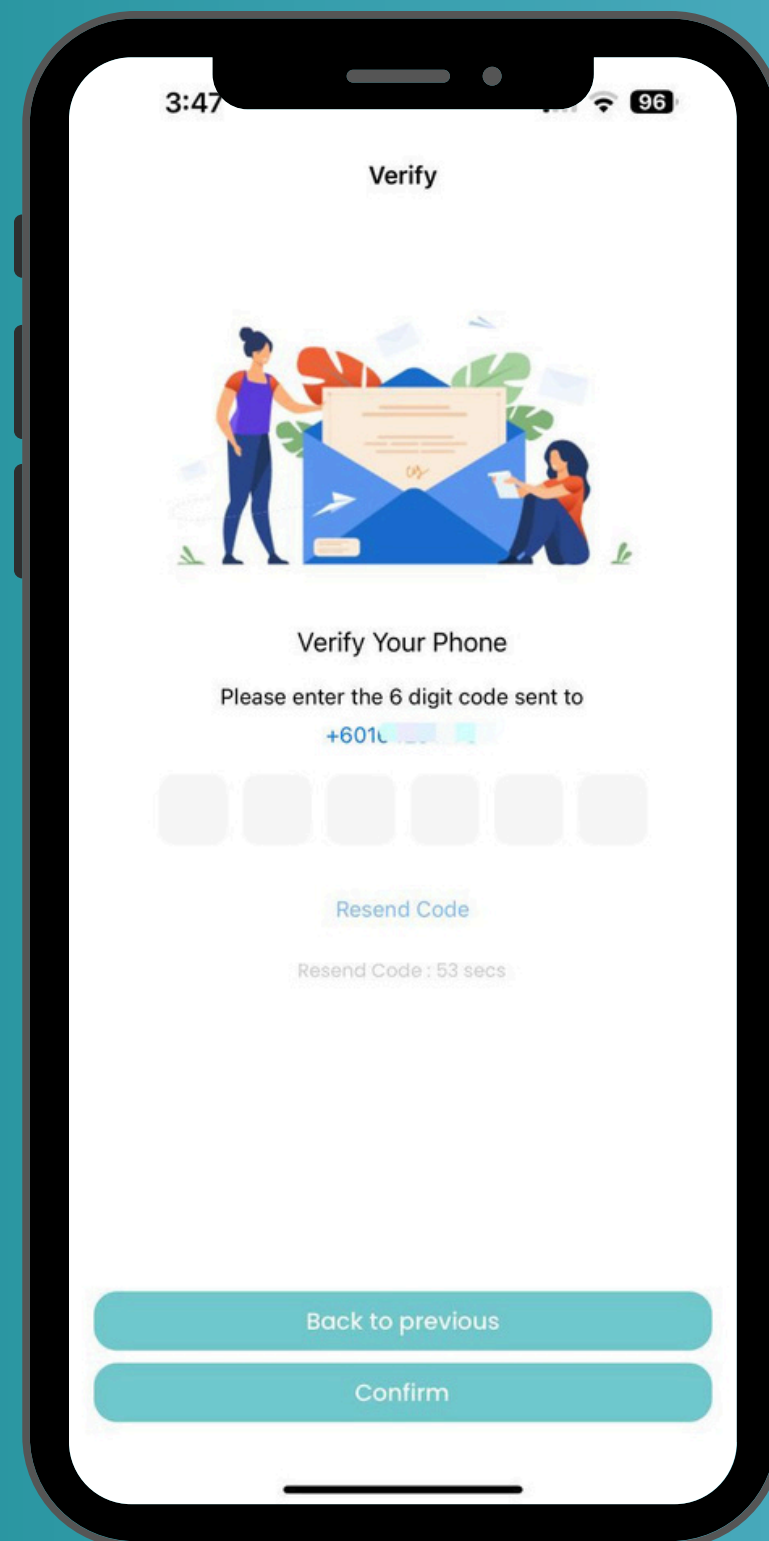 3:47
96
Verify
Verify Your Phone
Please enter the 6 digit code sent to
Resend Code
Resend Code : 53 secs
Back to previous
Confirm